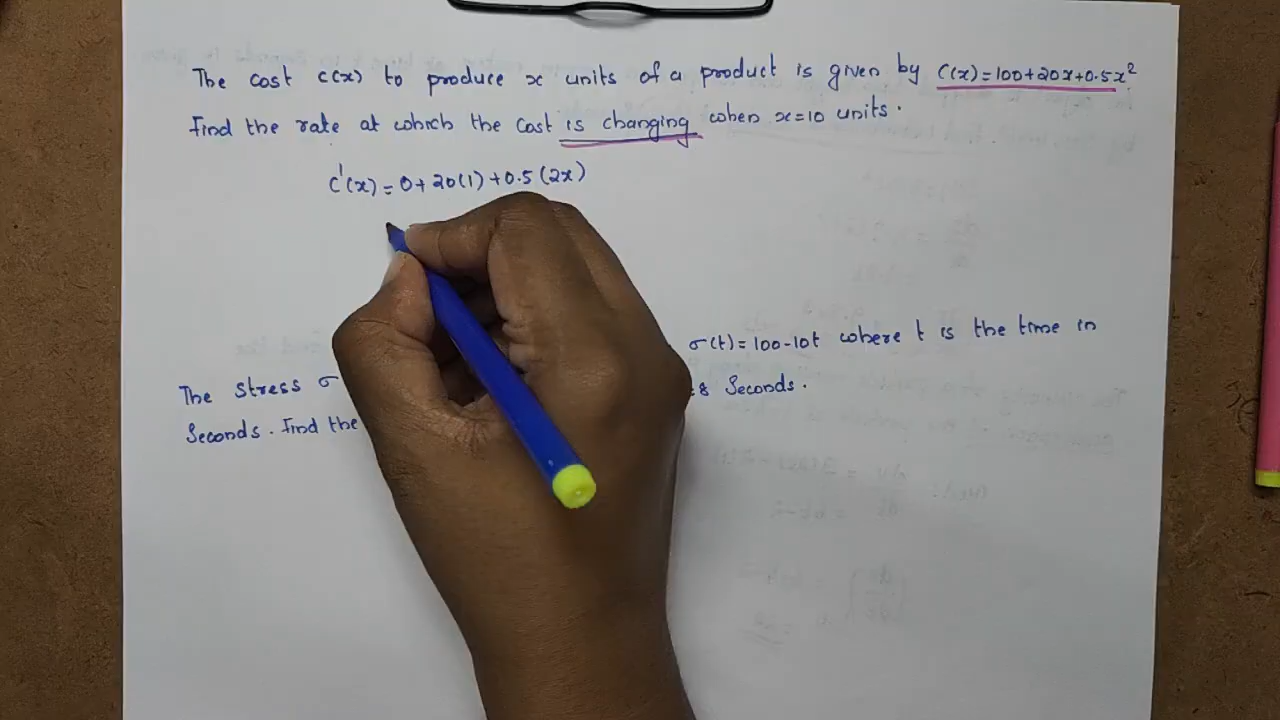 The cost C(x) to produce x units of a product is given by C(x)=100+20x+0.5x²
Find the rate at which the cost is changing when x=10 units.
C'(x)=0+20(1)+0.5(2x)
The stress σ σ(t)=100-10t where t is the time in
Seconds. Find the 8 Seconds.